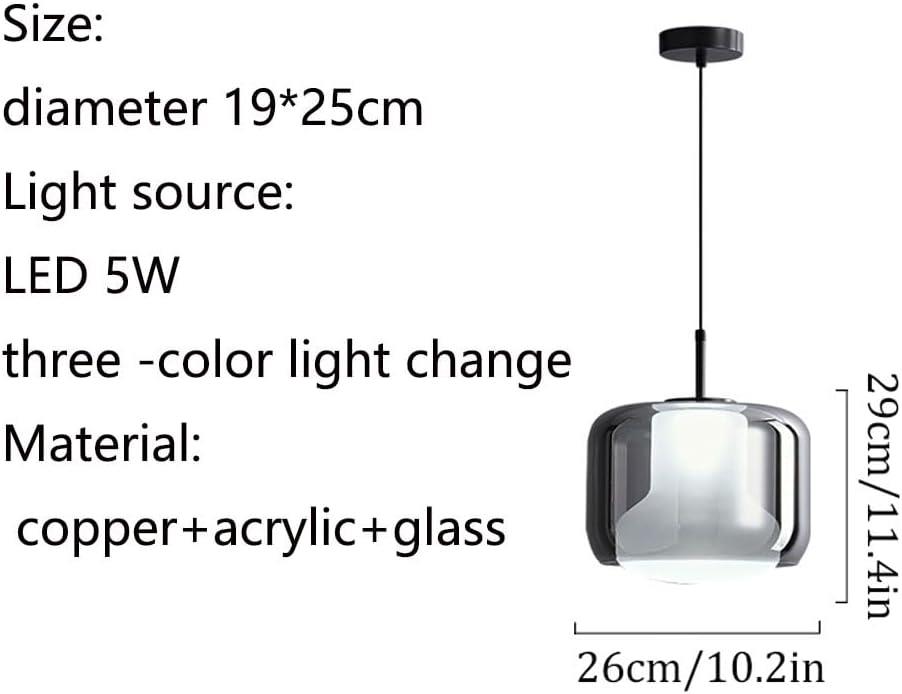 Size:
diameter 19*25cm
Light source:
LED 5W
three -color light change
Material:
copper+acrylic+glass
29cm/11.4in
26cm/10.2in